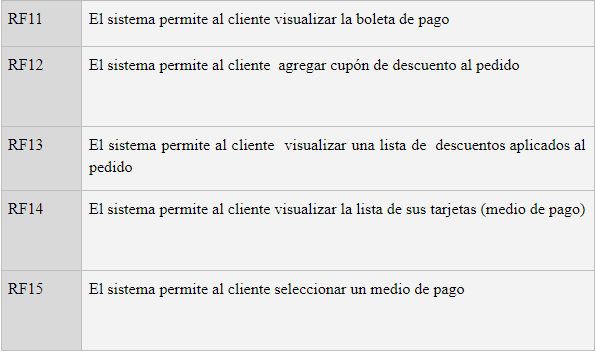 RF11 El sistema permite al cliente visualizar la boleta de pago
RF12 El sistema permite al cliente agregar cupón de descuento al pedido
RF13 El sistema permite al cliente visualizar una lista de descuentos aplicados al
pedido
RF14 El sistema permite al cliente visualizar la lista de sus tarjetas (medio de pago)
RF15 El sistema permite al cliente seleccionar un medio de pago